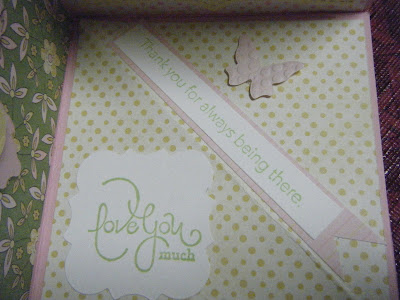 Thank you for always being there.
love you
much